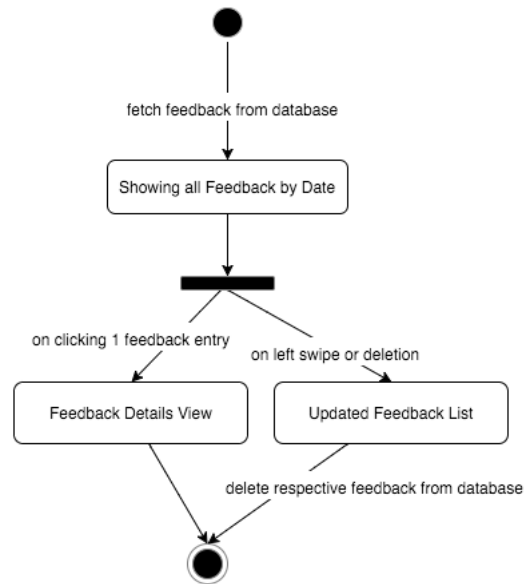 fetch feedback from database
Showing all Feedback by Date
on clicking 1 feedback entry
on left swipe or deletion
Feedback Details View
Updated Feedback List
delete respective feedback from database